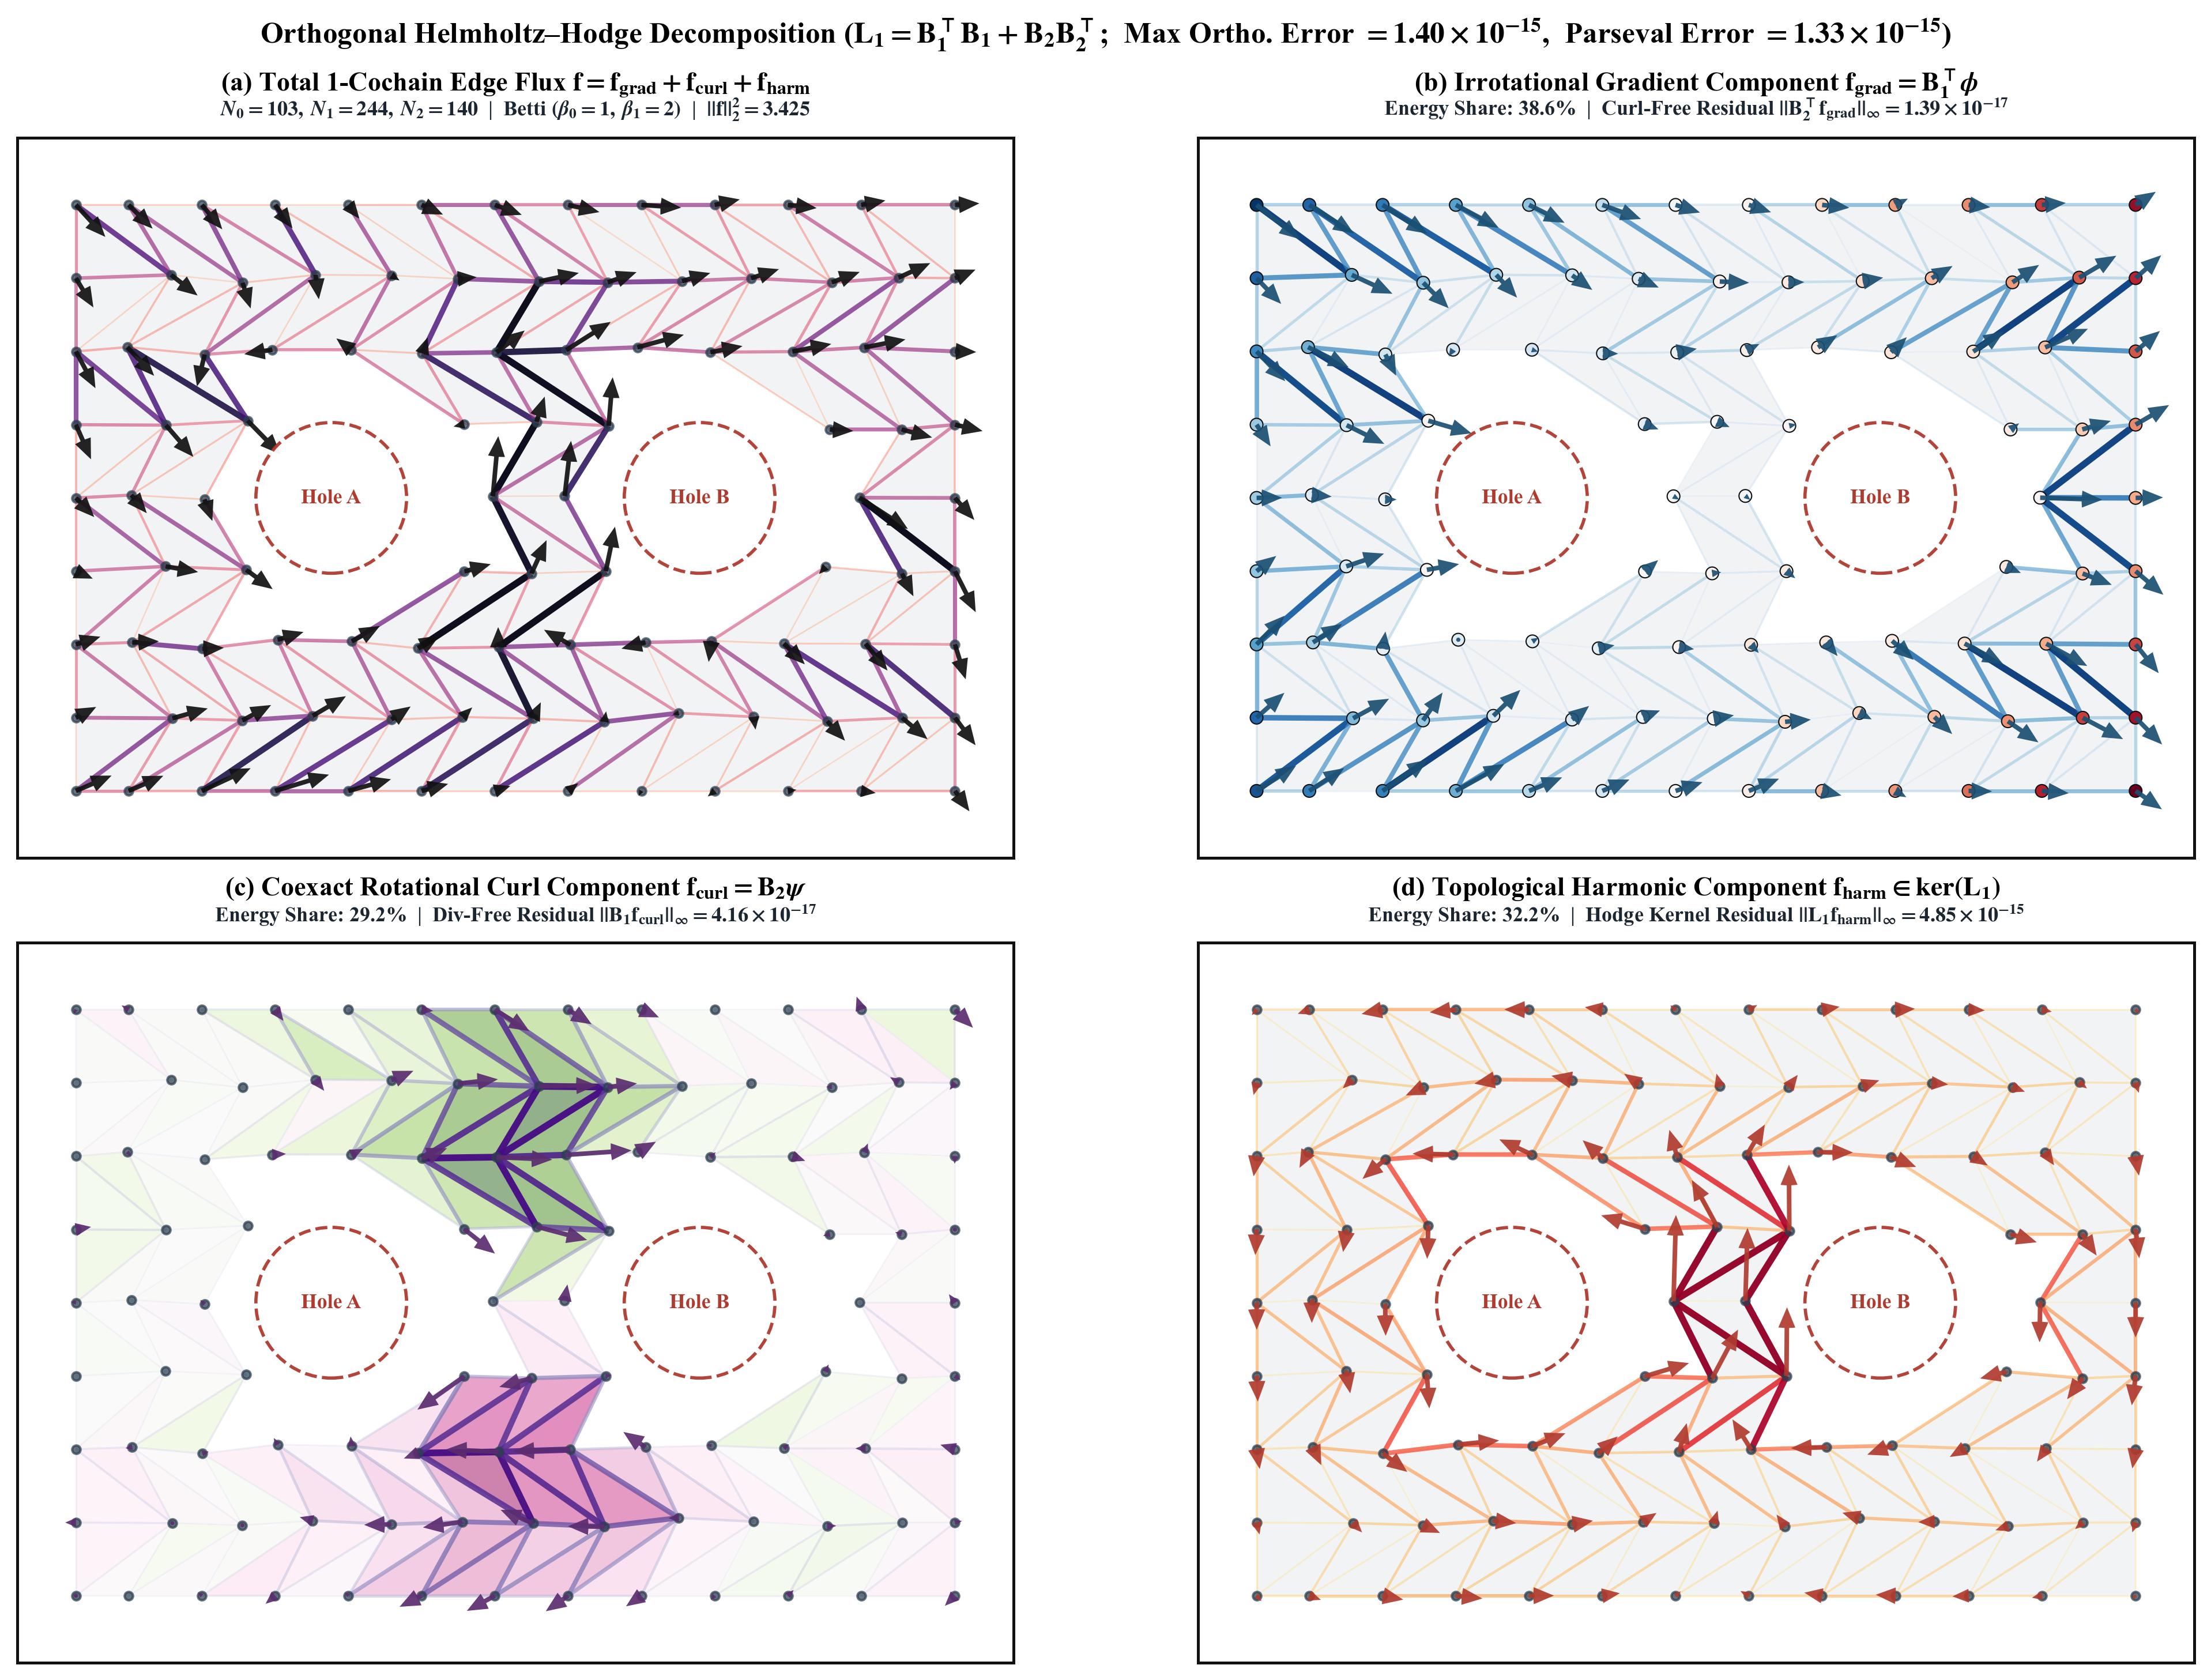 Orthogonal Helmholtz–Hodge Decomposition (L₁ = B₁ᵀ B₁ + B₂B₂ᵀ ; Max Ortho. Error = 1.40 × 10⁻¹⁵, Parseval Error = 1.33 × 10⁻¹⁵)
(a) Total 1-Cochain Edge Flux f = f_grad + f_curl + f_harm
N₀ = 103, N₁ = 244, N₂ = 140 | Betti (β₀ = 1, β₁ = 2) | ||f||₂² = 3.425
Hole A
Hole B
(b) Irrotational Gradient Component f_grad = B₁ᵀ ϕ
Energy Share: 38.6% | Curl-Free Residual ||B₂ᵀ f_grad||∞ = 1.39 × 10⁻¹⁷
Hole A
Hole B
(c) Coexact Rotational Curl Component f_curl = B₂ψ
Energy Share: 29.2% | Div-Free Residual ||B₁f_curl||∞ = 4.16 × 10⁻¹⁷
Hole A
Hole B
(d) Topological Harmonic Component f_harm ∈ ker(L₁)
Energy Share: 32.2% | Hodge Kernel Residual ||L₁f_harm||∞ = 4.85 × 10⁻¹⁵
Hole A
Hole B